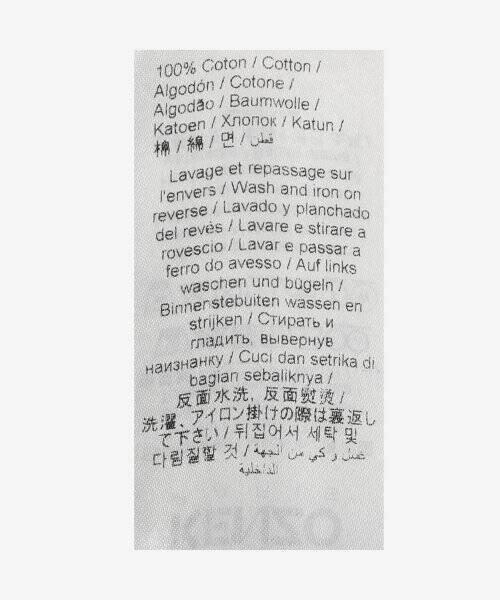 100% Coton / Cotton /
Algodón / Cotone /
Algodão / Baumwolle /
Katoen / Хлопок / Katun /
棉 / 綿 / 면 / قطن
Lavage et repassage sur
l'envers / Wash and iron on
reverse / Lavado y planchado
del revés / Lavare e stirare a
rovescio / Lavar e passar a
ferro do avesso / Auf links
waschen und bügeln /
Binnenstebuiten wassen en
strijken / Стирать и
гладить, вывернув
наизнанку / Cuci dan setrika di
bagian sebaliknya /
反面水洗, 反面熨烫 /
洗濯、アイロン掛けの際は裏返し
て下さい / 뒤집어서 세탁 및
다림질할 것 / غسل و كي من الجهة
الداخلية
KENZO